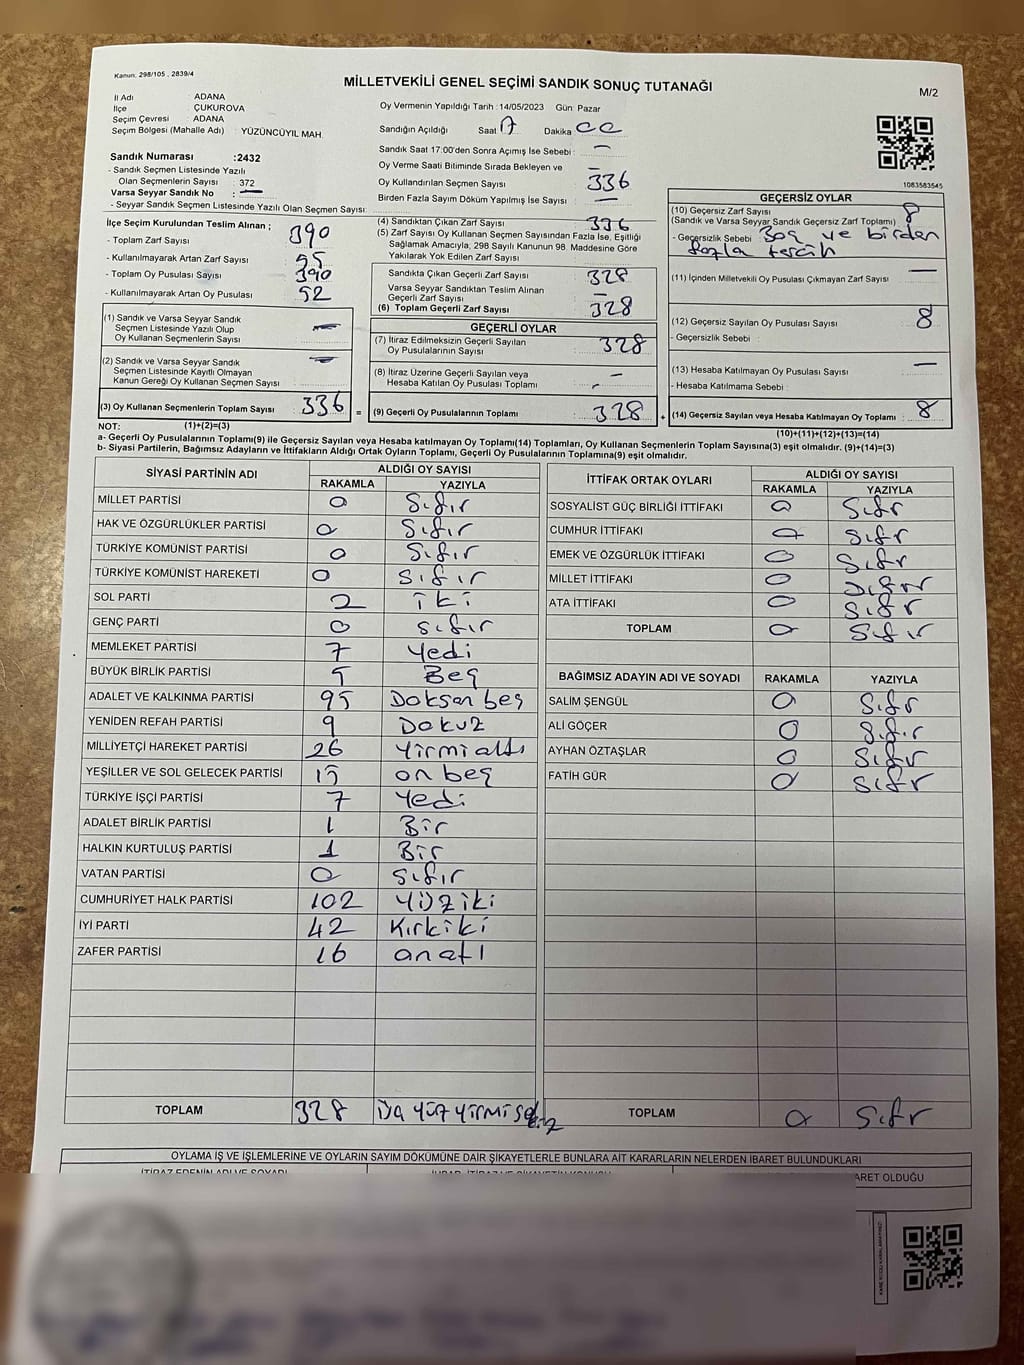 Kanun, 298/105 , 2839/4
MİLLETVEKİLİ GENEL SEÇİMİ SANDIK SONUÇ TUTANAĞI
M/2
İl Adı : ADANA
İlçe : ÇUKUROVA
Seçim Çevresi : ADANA
Seçim Bölgesi (Mahalle Adı) : YÜZÜNCÜYIL MAH.
Sandık Numarası :2432
- Sandık Seçmen Listesinde Yazılı
Olan Seçmenlerin Sayısı : 372
Varsa Seyyar Sandık No : —
- Seyyar Sandık Seçmen Listesinde Yazılı Olan Seçmen Sayısı:
Oy Vermenin Yapıldığı Tarih :14/05/2023 Gün: Pazar
Sandığın Açıldığı Saat 17 Dakika 00
Sandık Saat 17:00'den Sonra Açımış İse Sebebi : —
Oy Verme Saati Bitiminde Sırada Bekleyen ve —
Oy Kullandırılan Seçmen Sayısı 336
Birden Fazla Sayım Döküm Yapılmış İse Sayısı —
1083583545
İlçe Seçim Kurulundan Teslim Alınan ;
- Toplam Zarf Sayısı 390
- Kullanılmayarak Artan Zarf Sayısı
- Toplam Oy Pusulası Sayısı 390
- Kullanılmayarak Artan Oy Pusulası 52
(1) Sandık ve Varsa Seyyar Sandık
Seçmen Listesinde Yazılı Olup
Oy Kullanan Seçmenlerin Sayısı : —
(2) Sandık ve Varsa Seyyar Sandık
Seçmen Listesinde Kayıtlı Olmayan
Kanun Gereği Oy Kullanan Seçmen Sayısı : —
(3) Oy Kullanan Seçmenlerin Toplam Sayısı 336 =
(4) Sandıktan Çıkan Zarf Sayısı 336
(5) Zarf Sayısı Oy Kullanan Seçmen Sayısından Fazla İse, Eşitliği
Sağlamak Amacıyla, 298 Sayılı Kanunun 98. Maddesine Göre
Yakılarak Yok Edilen Zarf Sayısı
Sandıkta Çıkan Geçerli Zarf Sayısı 328
Varsa Seyyar Sandıktan Teslim Alınan
Geçerli Zarf Sayısı —
(6) Toplam Geçerli Zarf Sayısı 328
GEÇERLİ OYLAR
(7) İtiraz Edilmeksizin Geçerli Sayılan
Oy Pusulalarının Sayısı 328
(8) İtiraz Üzerine Geçerli Sayılan veya —
Hesaba Katılan Oy Pusulası Toplamı
(9) Geçerli Oy Pusulalarının Toplamı 328 +
GEÇERSİZ OYLAR
(10) Geçersiz Zarf Sayısı 8
(Sandık ve Varsa Seyyar Sandık Geçersiz Zarf Toplamı)
- Geçersizlik Sebebi Boş ve birden
fazla tercih
(11) İçinden Milletvekili Oy Pusulası Çıkmayan Zarf Sayısı —
(12) Geçersiz Sayılan Oy Pusulası Sayısı 8
- Geçersizlik Sebebi :
(13) Hesaba Katılmayan Oy Pusulası Sayısı —
- Hesaba Katılmama Sebebi :
(14) Geçersiz Sayılan veya Hesaba Katılmayan Oy Toplamı 8
NOT: (1)+(2)=(3)
(10)+(11)+(12)+(13)=(14)
a- Geçerli Oy Pusulalarının Toplamı(9) ile Geçersiz Sayılan veya Hesaba katılmayan Oy Toplamı(14) Toplamları, Oy Kullanan Seçmenlerin Toplam Sayısına(3) eşit olmalıdır. (9)+(14)=(3)
b- Siyasi Partilerin, Bağımsız Adayların ve İttifakların Aldığı Ortak Oyların Toplamı, Geçerli Oy Pusulalarının Toplamına(9) eşit olmalıdır.
SİYASİ PARTİNİN ADI ALDIĞI OY SAYISI
RAKAMLA YAZIYLA
MİLLET PARTİSİ 0 Sıfır
HAK VE ÖZGÜRLÜKLER PARTİSİ 0 Sıfır
TÜRKİYE KOMÜNİST PARTİSİ 0 Sıfır
TÜRKİYE KOMÜNİST HAREKETİ 0 Sıfır
SOL PARTİ 2 iki
GENÇ PARTİ 0 Sıfır
MEMLEKET PARTİSİ 7 Yedi
BÜYÜK BİRLİK PARTİSİ 5 Beş
ADALET VE KALKINMA PARTİSİ 95 Doksan beş
YENİDEN REFAH PARTİSİ 9 Dokuz
MİLLİYETÇİ HAREKET PARTİSİ 26 Yirmi altı
YEŞİLLER VE SOL GELECEK PARTİSİ 15 on beş
TÜRKİYE İŞÇİ PARTİSİ 7 Yedi
ADALET BİRLİK PARTİSİ 1 Bir
HALKIN KURTULUŞ PARTİSİ 1 Bir
VATAN PARTİSİ 0 Sıfır
CUMHURİYET HALK PARTİSİ 102 Yüz iki
İYİ PARTİ 42 Kırkiki
ZAFER PARTİSİ 16 onaltı
TOPLAM 328 Üç yüz yirmi sekiz
İTTİFAK ORTAK OYLARI ALDIĞI OY SAYISI
RAKAMLA YAZIYLA
SOSYALİST GÜÇ BİRLİĞİ İTTİFAKI 0 Sıfır
CUMHUR İTTİFAKI 0 Sıfır
EMEK VE ÖZGÜRLÜK İTTİFAKI 0 Sıfır
MİLLET İTTİFAKI 0 Sıfır
ATA İTTİFAKI 0 Sıfır
TOPLAM 0 Sıfır
BAĞIMSIZ ADAYIN ADI VE SOYADI RAKAMLA YAZIYLA
SALİM ŞENGÜL 0 Sıfır
ALİ GÖÇER 0 Sıfır
AYHAN ÖZTAŞLAR 0 Sıfır
FATİH GÜR 0 Sıfır
TOPLAM 0 Sıfır
OYLAMA İŞ VE İŞLEMLERİNE VE OYLARIN SAYIM DÖKÜMÜNE DAİR ŞİKAYETLERLE BUNLARA AİT KARARLARIN NELERDEN İBARET BULUNDUKLARI
İTİRAZ EDENİN ADI VE SOYADI
ARET OLDUĞU